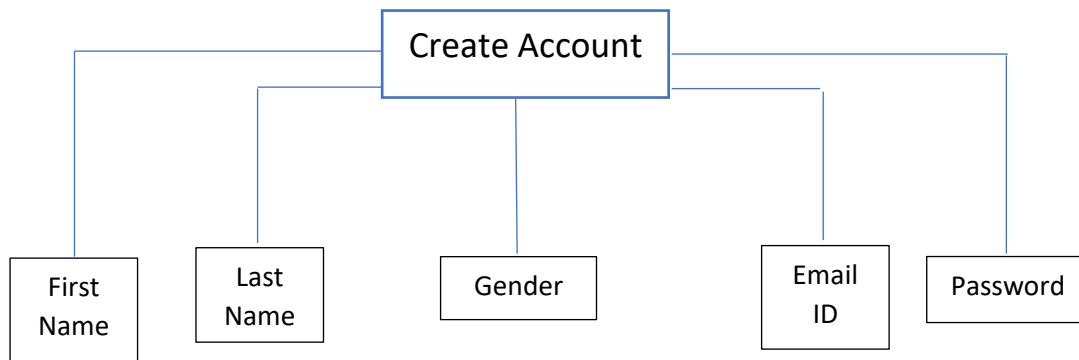 Create Account
First
Name
Last
Name
Gender
Email
ID
Password